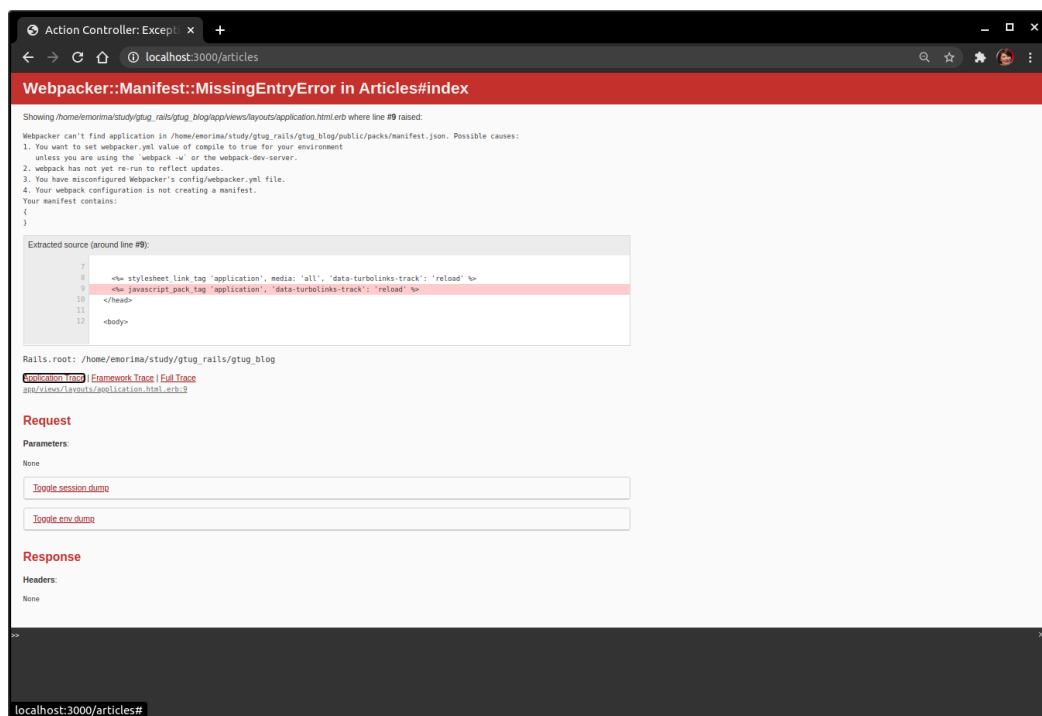 Action Controller: Excepti
localhost:3000/articles
Webpacker::Manifest::MissingEntryError in Articles#index
Showing /home/emorima/study/gtug_rails/gtug_blog/app/views/layouts/application.html.erb where line #9 raised:
Webpacker can't find application in /home/emorima/study/gtug_rails/gtug_blog/public/packs/manifest.json. Possible causes:
1. You want to set webpacker.yml value of compile to true for your environment
unless you are using the `webpack -w` or the webpack-dev-server.
2. webpack has not yet re-run to reflect updates.
3. You have misconfigured Webpacker's config/webpacker.yml file.
4. Your webpack configuration is not creating a manifest.
Your manifest contains:
{
}
Extracted source (around line #9):
7
8 <%= stylesheet_link_tag 'application', media: 'all', 'data-turbolinks-track': 'reload' %>
9 <%= javascript_pack_tag 'application', 'data-turbolinks-track': 'reload' %>
10 </head>
11
12 <body>
Rails.root: /home/emorima/study/gtug_rails/gtug_blog
Application Trace | Framework Trace | Full Trace
app/views/layouts/application.html.erb:9
Request
Parameters:
None
Toggle session dump
Toggle env dump
Response
Headers:
None
>>
x
localhost:3000/articles#